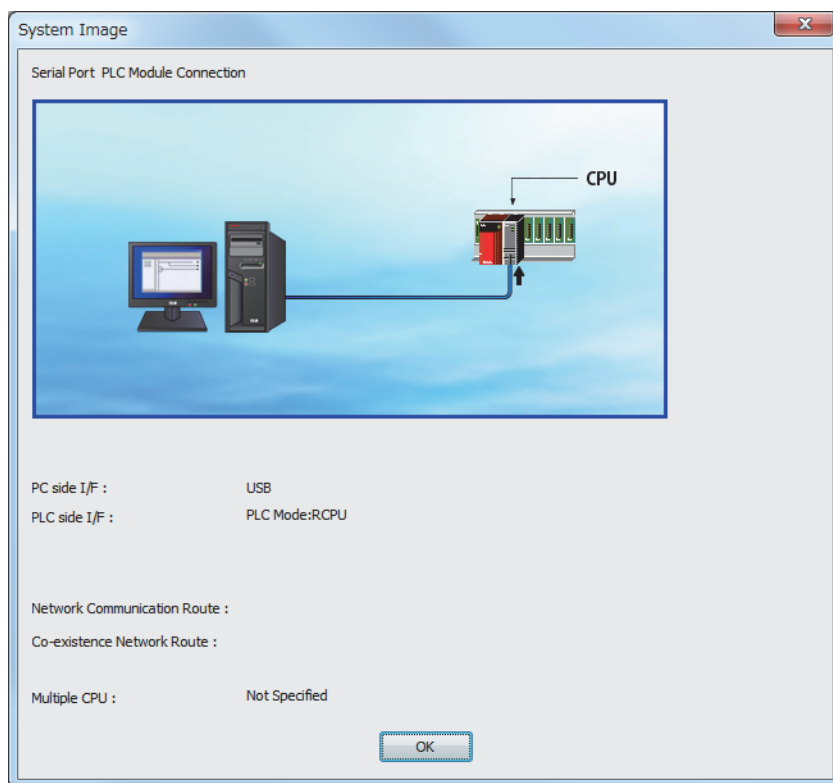 System Image
Serial Port PLC Module Connection
CPU
PC side I/F : USB
PLC side I/F : PLC Mode:RCPU
Network Communication Route :
Co-existence Network Route :
Multiple CPU : Not Specified
OK